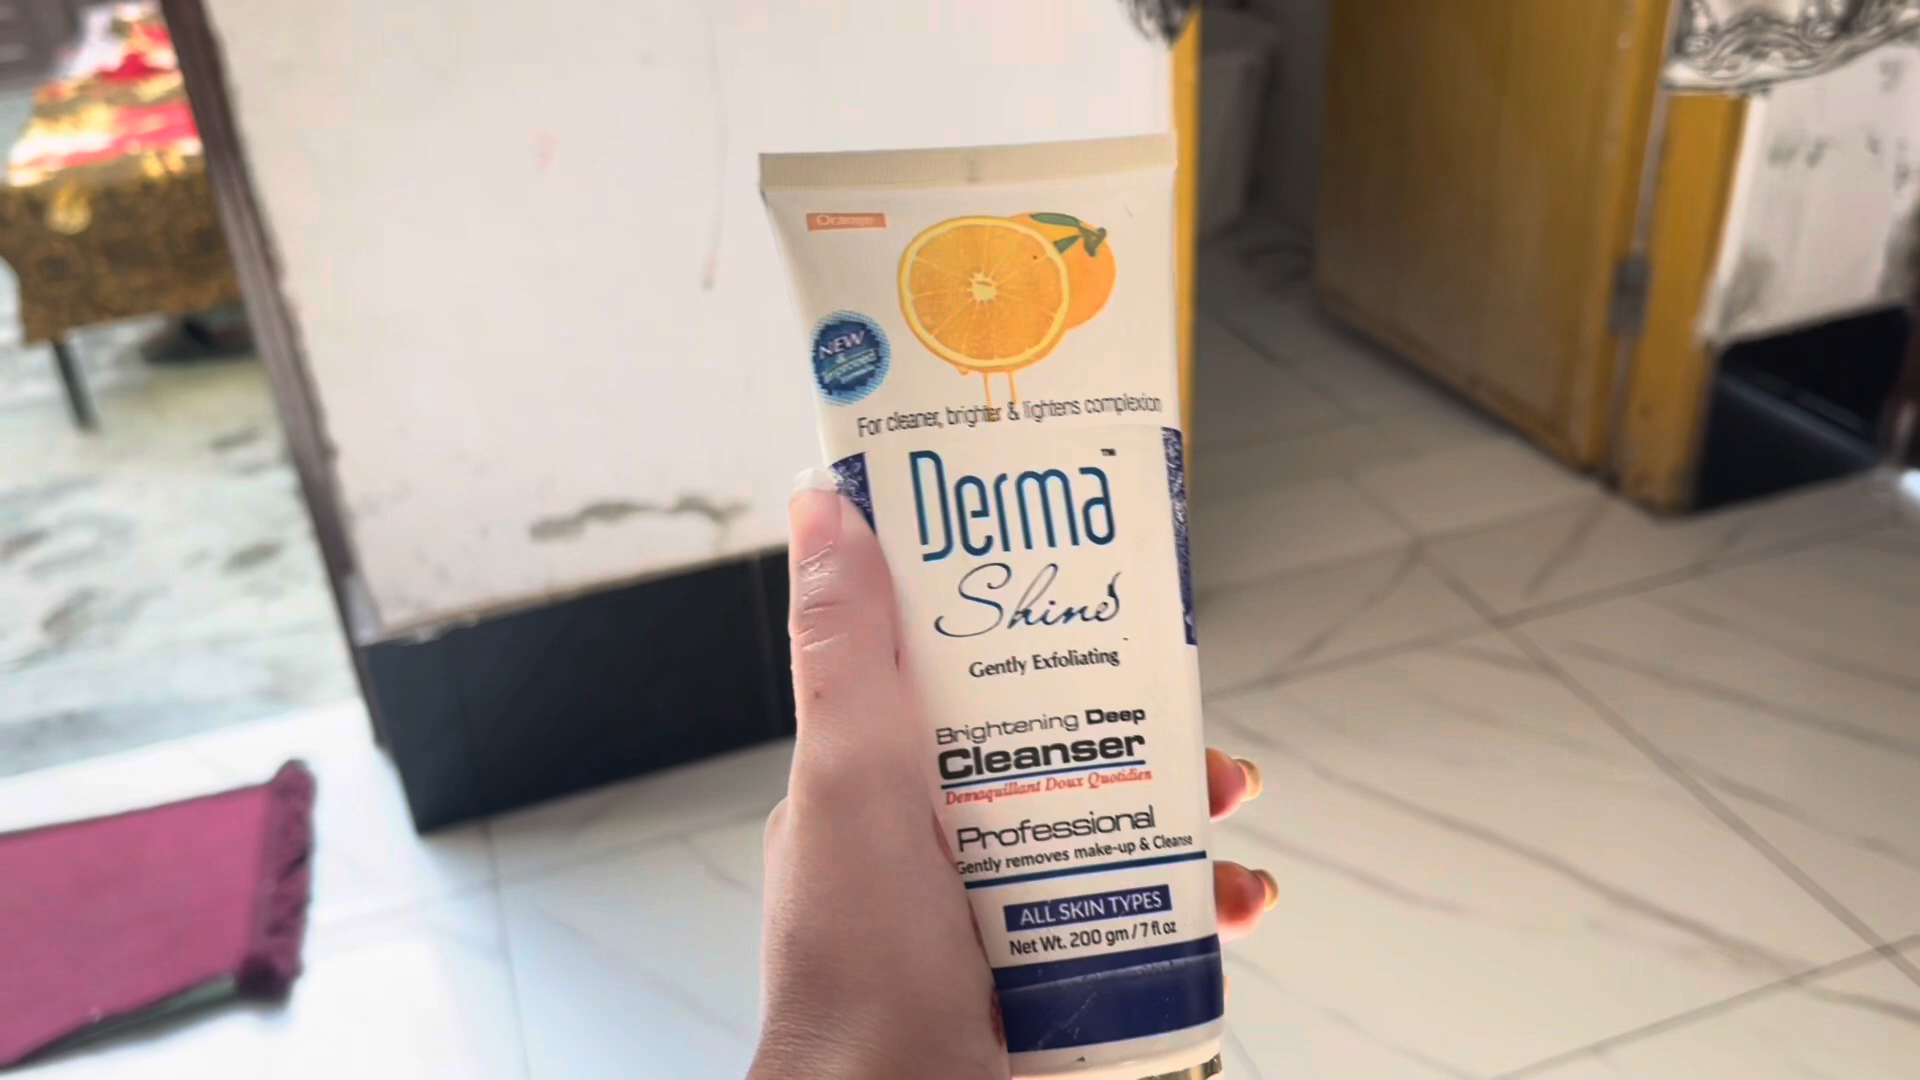 Orange
NEW
&
Improved
For cleaner, brighter & lightens complexion
Derma™
Shine
Gently Exfoliating
Brightening Deep
Cleanser
Demaquillant Doux Quotidien
Professional
Gently removes make-up & Cleanse
ALL SKIN TYPES
Net Wt. 200 gm / 7 fl oz